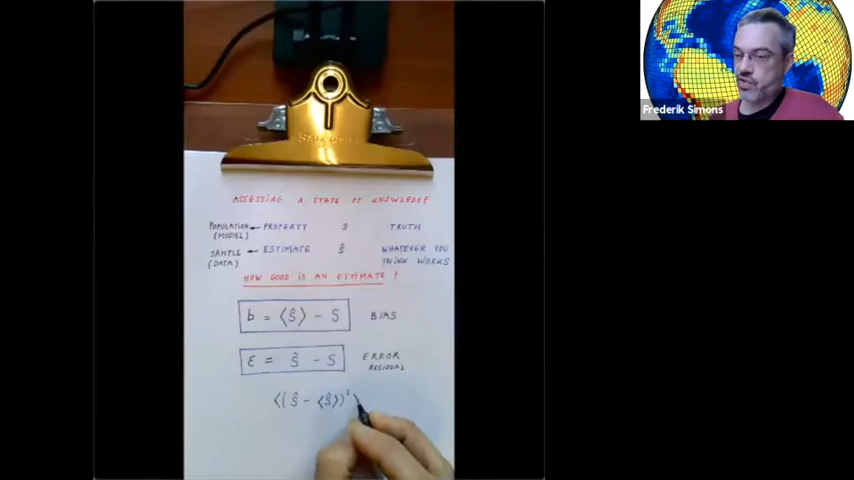 ASSESSING A STATE OF KNOWLEDGE
POPULATION ← PROPERTY S TRUTH
(MODEL)
SAMPLE ← ESTIMATE Ŝ WHATEVER YOU
(DATA) THINK WORKS
HOW GOOD IS AN ESTIMATE ?
b = ⟨ŝ⟩ - S BIAS
ε = ŝ - S ERROR
RESIDUAL
⟨(ŝ - ⟨ŝ⟩)²⟩
Frederik Simons